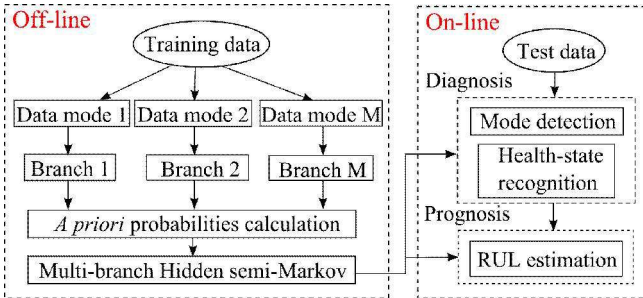 Off-line
Training data
Data mode 1
Data mode 2
Data mode M
Branch 1
Branch 2
Branch M
A priori probabilities calculation
Multi-branch Hidden semi-Markov
On-line
Test data
Diagnosis
Mode detection
Health-state
recognition
Prognosis
RUL estimation